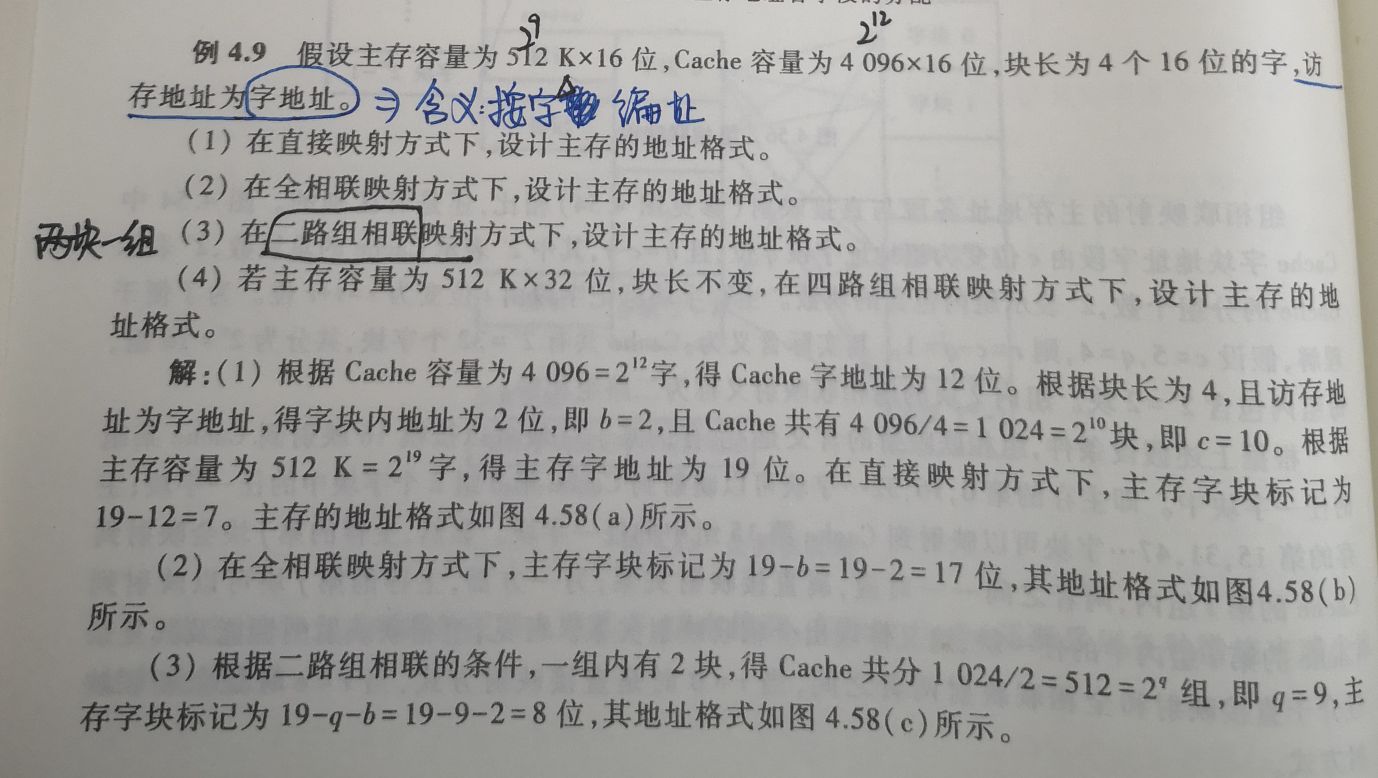 2⁹ 2¹²
例 4.9 假设主存容量为 512 K×16 位,Cache 容量为 4 096×16 位,块长为 4 个 16 位的字,访
存地址为字地址。⇒ 含义:按字编址
(1) 在直接映射方式下,设计主存的地址格式。
(2) 在全相联映射方式下,设计主存的地址格式。
两块一组 (3) 在二路组相联映射方式下,设计主存的地址格式。
(4) 若主存容量为 512 K×32 位,块长不变,在四路组相联映射方式下,设计主存的地
址格式。
解:(1) 根据 Cache 容量为 4 096=2¹²字,得 Cache 字地址为 12 位。根据块长为 4,且访存地
址为字地址,得字块内地址为 2 位,即 b=2,且 Cache 共有 4 096/4=1 024=2¹⁰块,即 c=10。根据
主存容量为 512 K=2¹⁹字,得主存字地址为 19 位。在直接映射方式下,主存字块标记为
19-12=7。主存的地址格式如图 4.58(a)所示。
(2) 在全相联映射方式下,主存字块标记为 19-b=19-2=17 位,其地址格式如图4.58(b)
所示。
(3) 根据二路组相联的条件,一组内有 2 块,得 Cache 共分 1 024/2=512=2q 组,即 q=9,主
存字块标记为 19-q-b=19-9-2=8 位,其地址格式如图 4.58(c)所示。